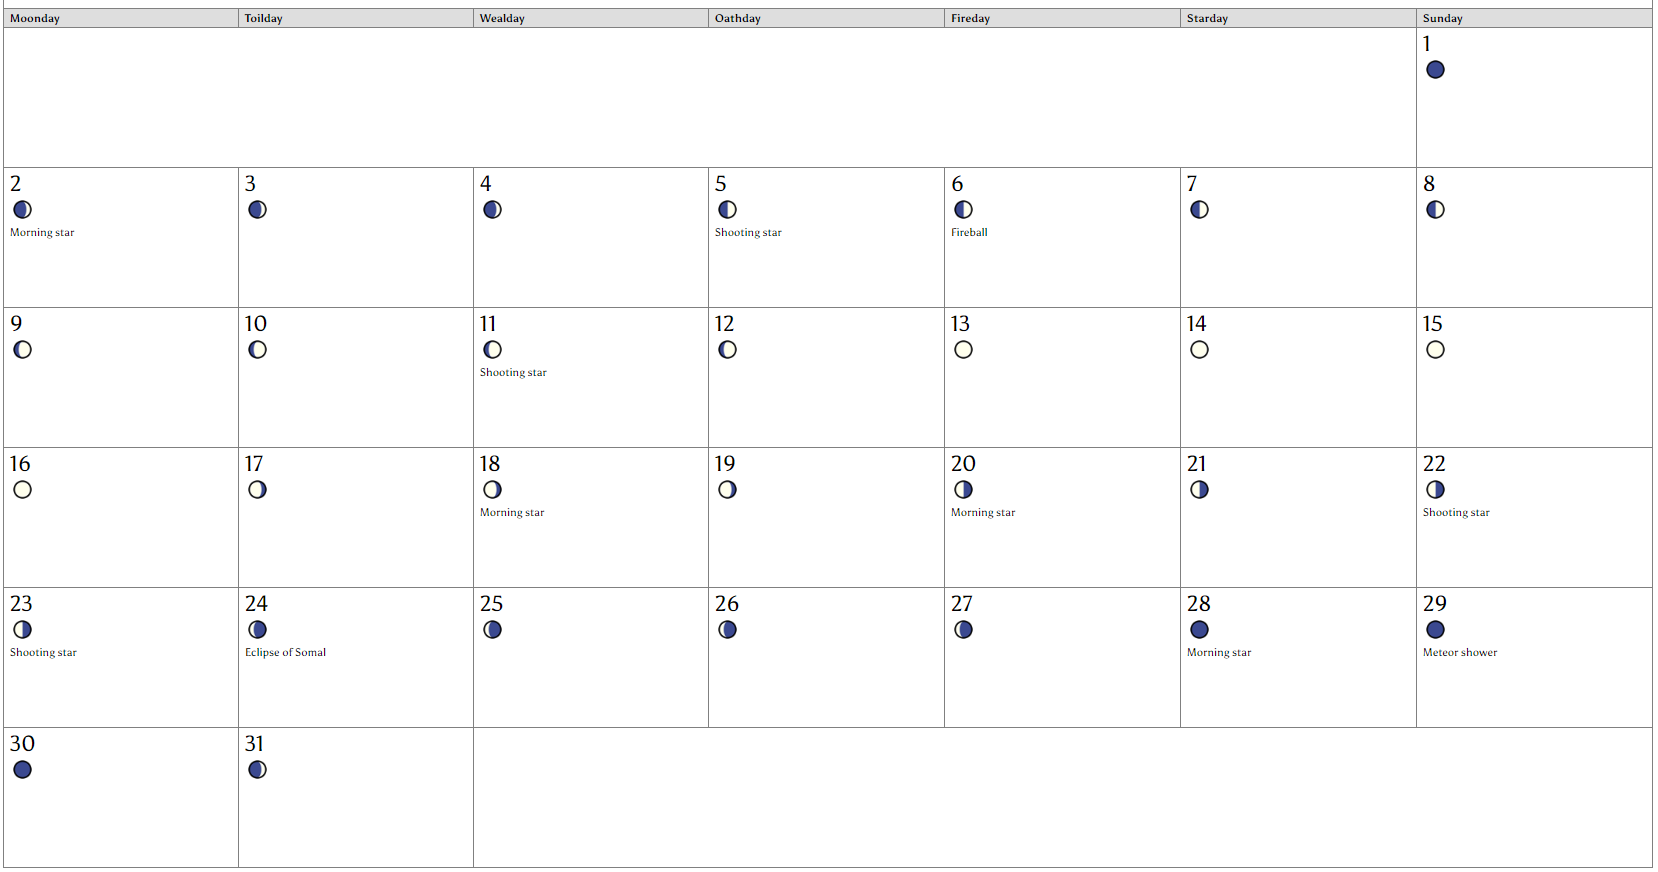 Moonday Toilday Wealday Oathday Fireday Starday Sunday
1
2 3 4 5 6 7 8
Morning star Shooting star Fireball
9 10 11 12 13 14 15
Shooting star
16 17 18 19 20 21 22
Morning star Morning star Shooting star
23 24 25 26 27 28 29
Shooting star Eclipse of Somal Morning star Meteor shower
30 31